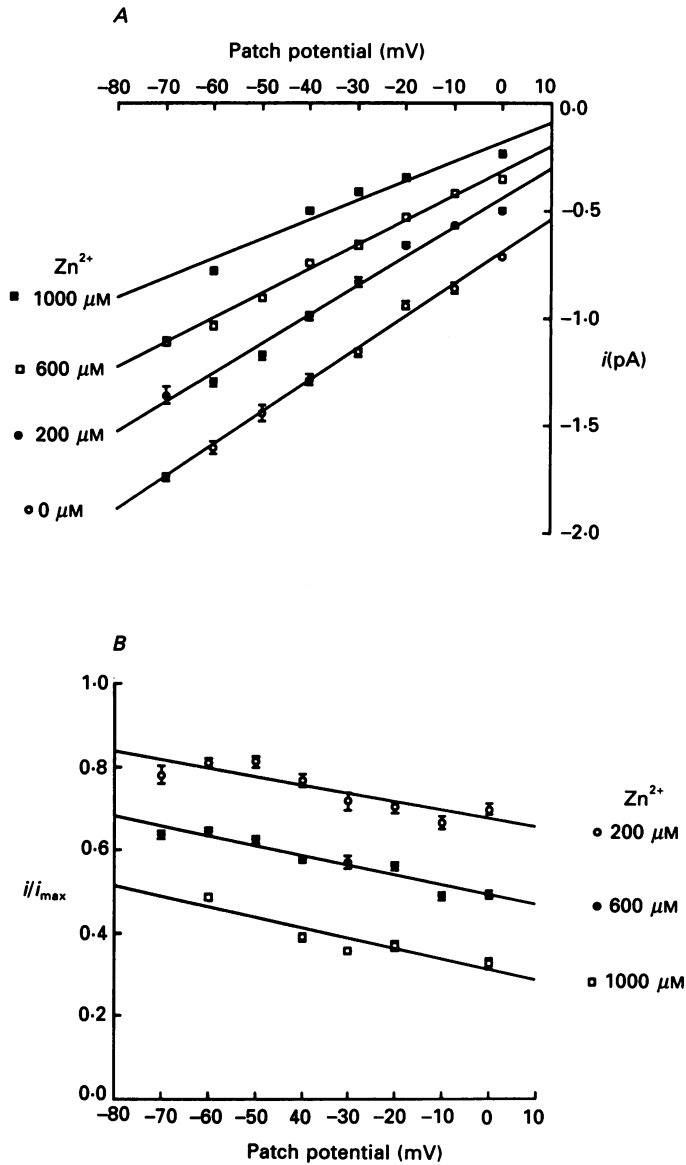 A
Patch potential (mV)
−80 −70 −60 −50 −40 −30 −20 −10 0 10
0·0
−0·5
−1·0
i(pA)
−1·5
−2·0
Zn²⁺
1000 μM
600 μM
200 μM
0 μM
B
1·0
0·8
0·6
i/imax
0·4
0·2
0·0
−80 −70 −60 −50 40 −30 −20 −10 0 10
Patch potential (mV)
Zn²⁺
200 μM
600 μM
1000 μM